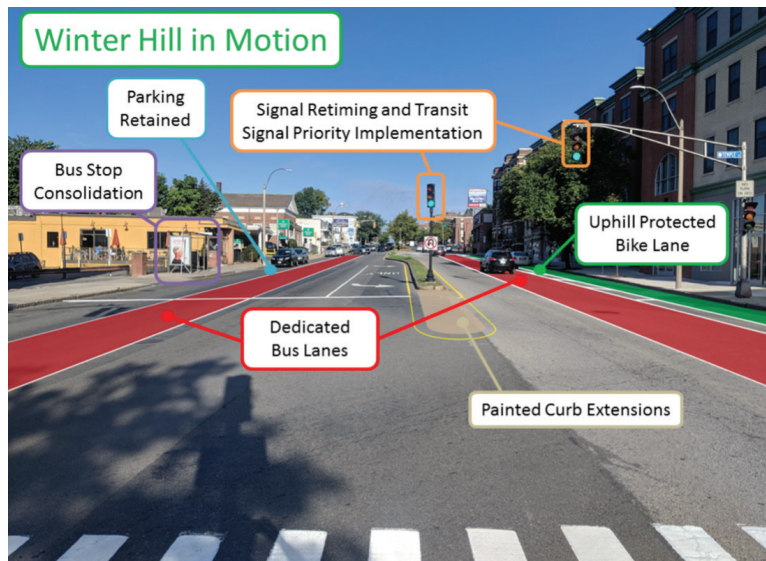 Winter Hill in Motion
Parking
Retained
Signal Retiming and Transit
Signal Priority Implementation
Bus Stop
Consolidation
Uphill Protected
Bike Lane
Dedicated
Bus Lanes
Painted Curb Extensions